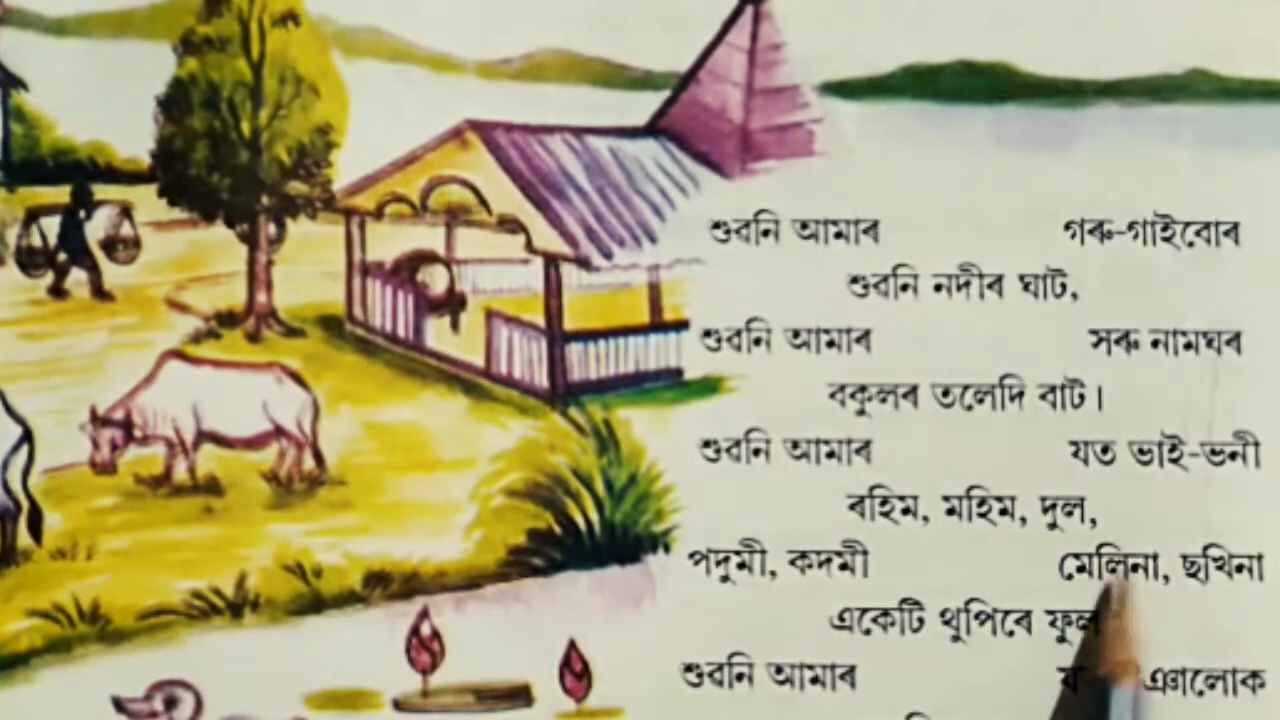 শুৱনি আমাৰ গৰু-গাইবোৰ
শুৱনি নদীৰ ঘাট,
শুৱনি আমাৰ সৰু নামঘৰ
বকুলৰ তলেদি বাট।
শুৱনি আমাৰ যত ভাই-ভনী
ৰহিম, মহিম, দুল,
পদুমী, কদমী মেলিনা, ছখিনা
একেটি থুপিৰে ফুল
শুৱনি আমাৰ